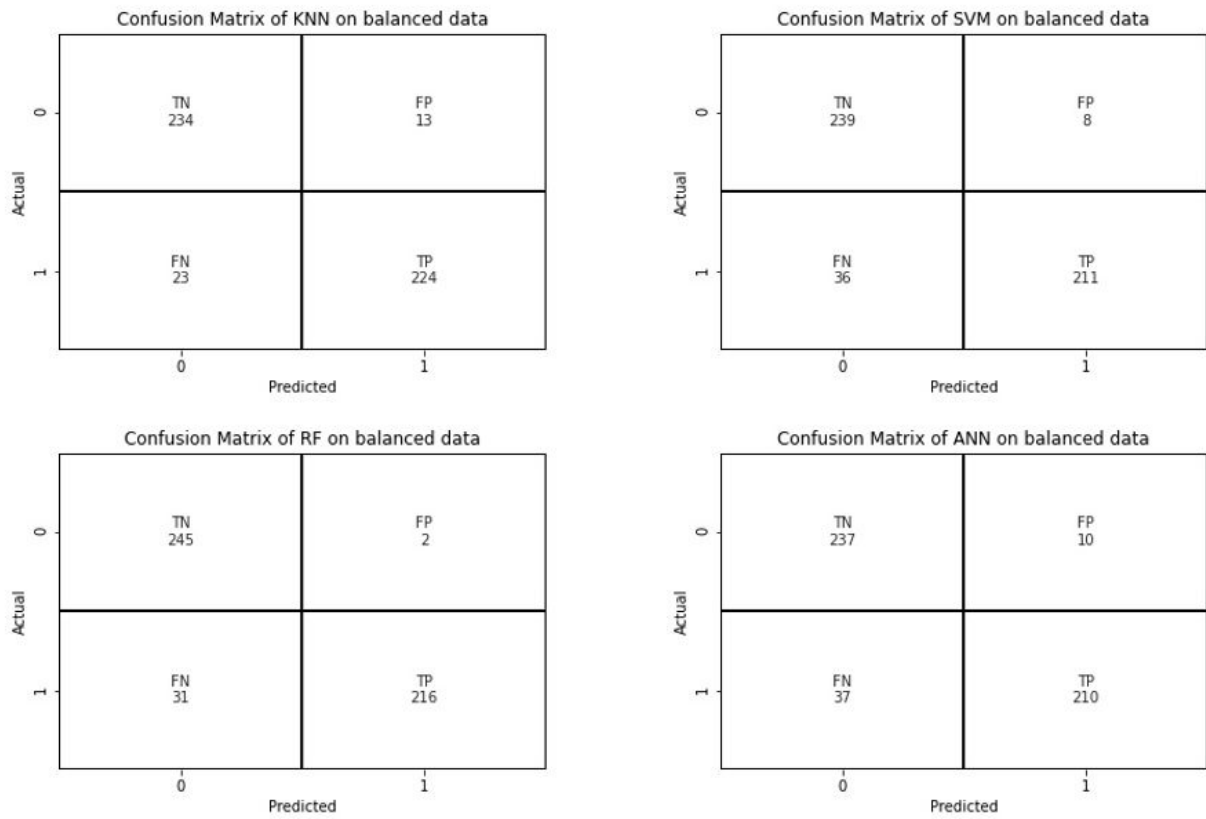 Confusion Matrix of KNN on balanced data
TN
234
FP
13
FN
23
TP
224
0
1
Actual
0
1
Predicted
Confusion Matrix of SVM on balanced data
TN
239
FP
8
FN
36
TP
211
0
1
Actual
0
1
Predicted
Confusion Matrix of RF on balanced data
TN
245
FP
2
FN
31
TP
216
0
1
Actual
0
1
Predicted
Confusion Matrix of ANN on balanced data
TN
237
FP
10
FN
37
TP
210
0
1
Actual
0
1
Predicted